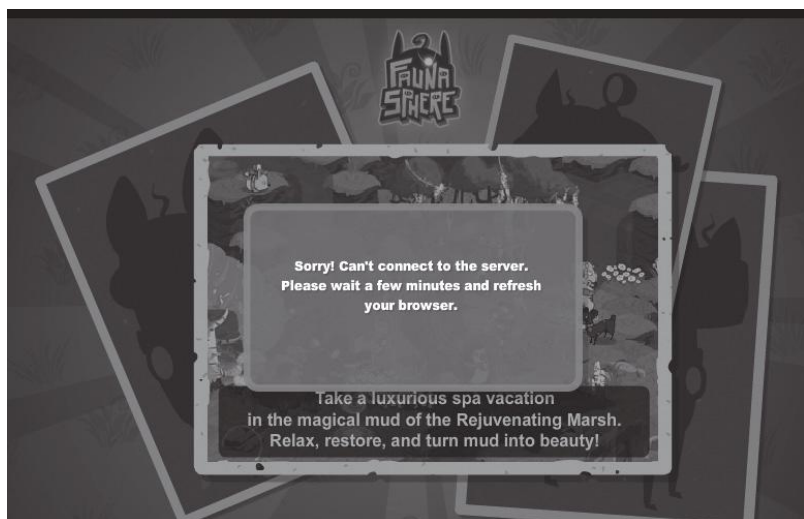 FAUNA
SPHERE
Sorry! Can't connect to the server.
Please wait a few minutes and refresh
your browser.
Take a luxurious spa vacation
in the magical mud of the Rejuvenating Marsh.
Relax, restore, and turn mud into beauty!